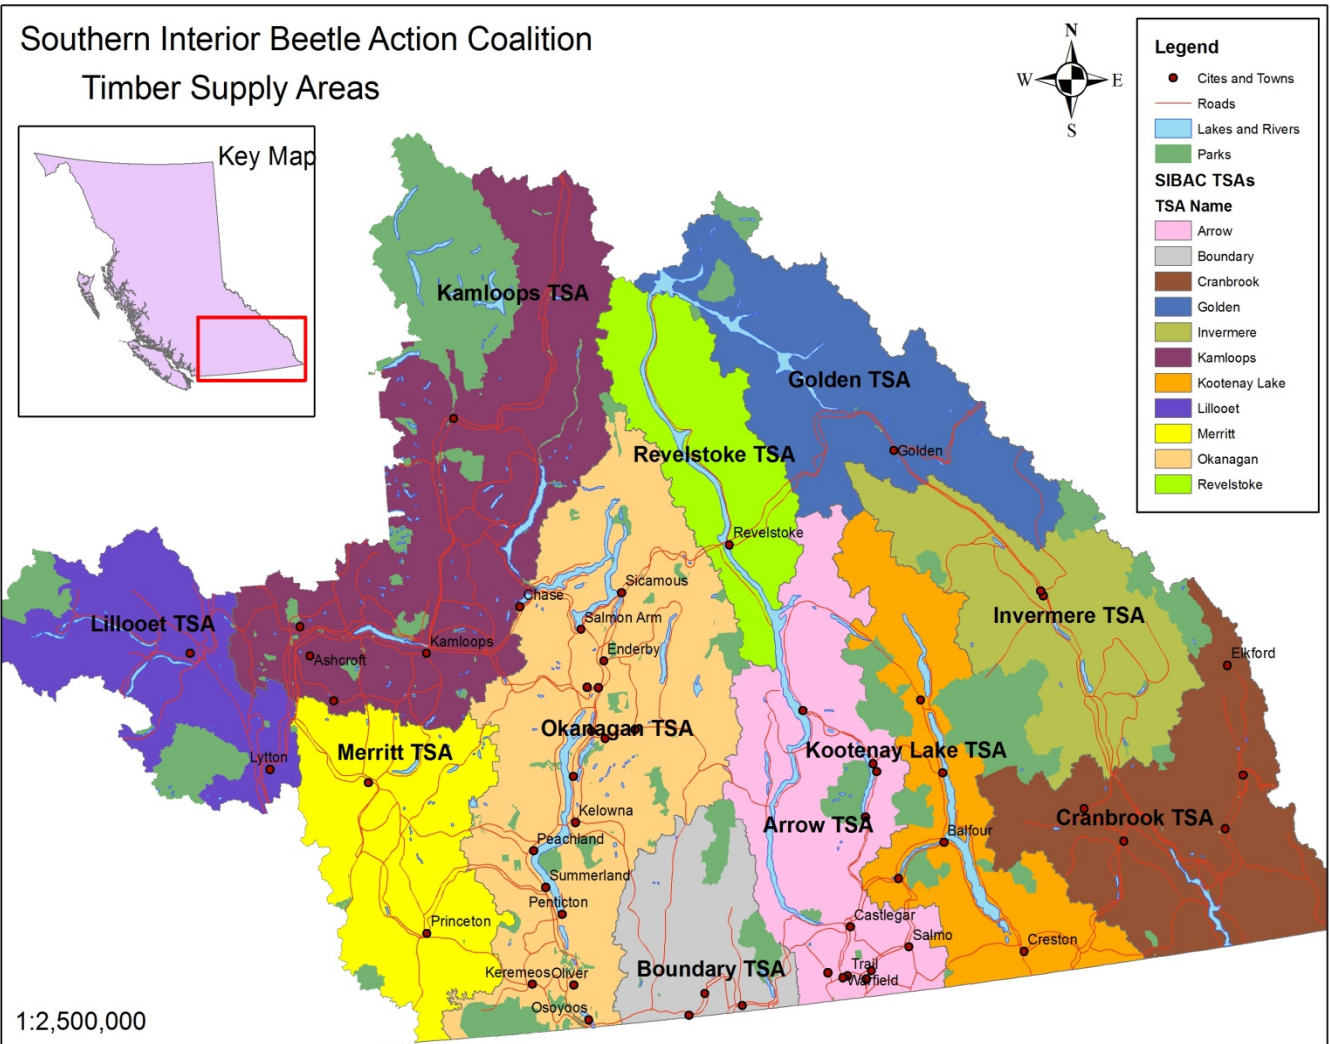 Southern Interior Beetle Action Coalition
Timber Supply Areas
Key Map
N
W
E
S
Legend
Cites and Towns
Roads
Lakes and Rivers
Parks
SIBAC TSAs
TSA Name
Arrow
Boundary
Cranbrook
Golden
Invermere
Kamloops
Kootenay Lake
Lillooet
Merritt
Okanagan
Revelstoke
Kamloops TSA
Golden TSA
Revelstoke TSA
Golden
Revelstoke
Sicamous
Chase
Salmon Arm
Invermere TSA
Lillooet TSA
Kamloops
Enderby
Ashcroft
Elkford
Okanagan TSA
Merritt TSA
Kootenay Lake TSA
Lytton
Kelowna
Arrow TSA
Cranbrook TSA
Peachland
Balfour
Summerland
Penticton
Princeton
Castlegar
Salmo
Creston
Boundary TSA
Trail
Warfield
Keremeos
Oliver
Osoyoos
1:2,500,000